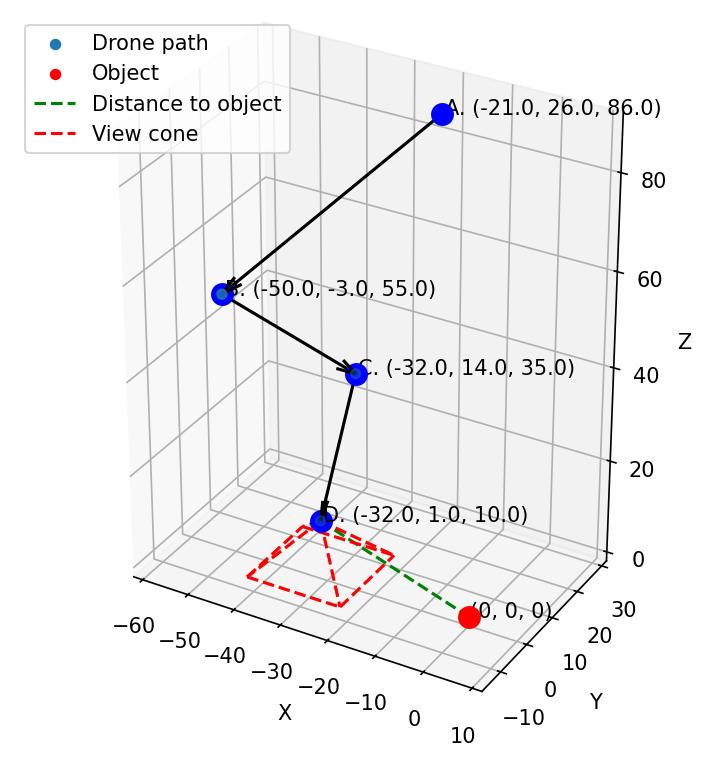 Drone path
Object
Distance to object
View cone
A. (-21.0, 26.0, 86.0)
B. (-50.0, -3.0, 55.0)
C. (-32.0, 14.0, 35.0)
D. (-32.0, 1.0, 10.0)
(0, 0, 0)
80
60
Z
40
20
0
−60
−50
−40
−30
−20
−10
0
10
X
30
20
10
0
−10
Y